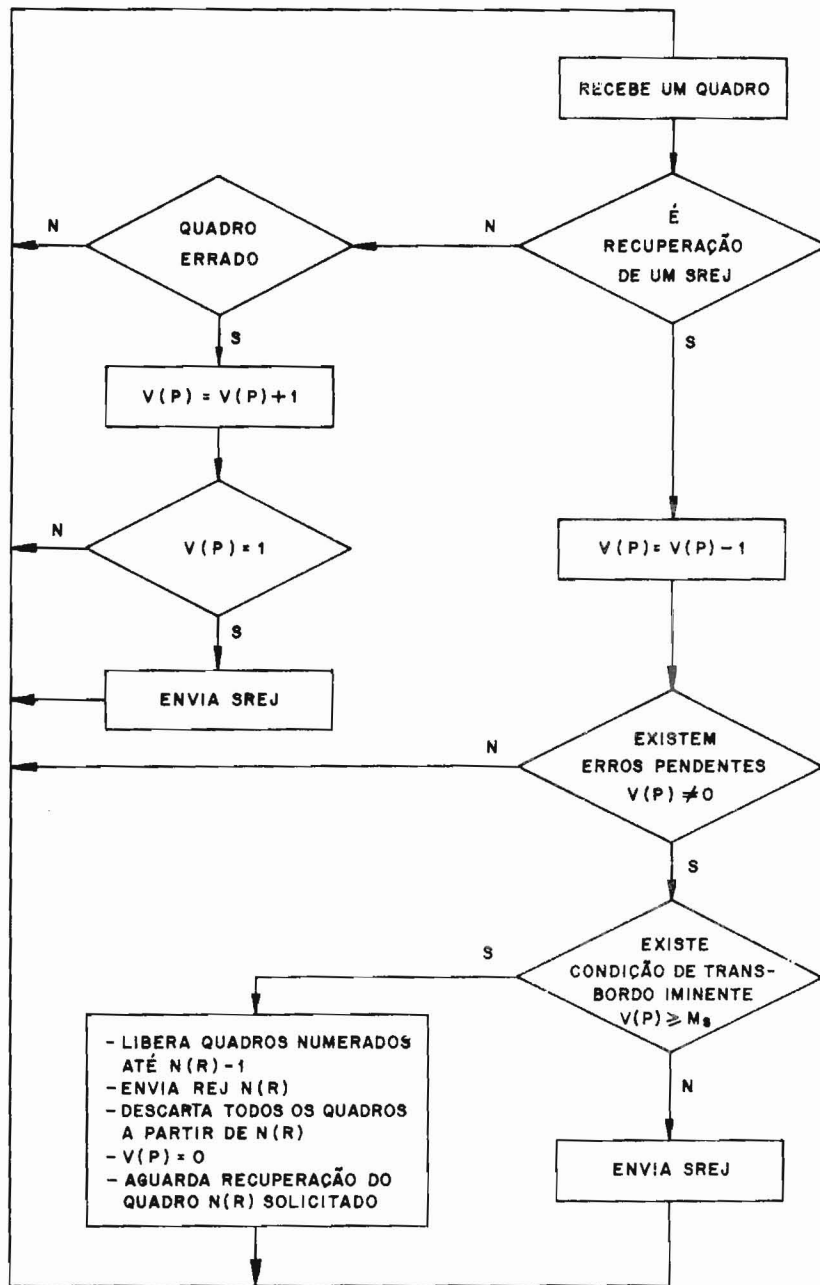 RECEBE UM QUADRO
É
RECUPERAÇÃO
DE UM SREJ
N
S
QUADRO
ERRADO
N
S
V(P) = V(P)+1
V(P) = 1
N
S
ENVIA SREJ
V(P) = V(P)-1
EXISTEM
ERROS PENDENTES
V(P) ≠ 0
N
S
EXISTE
CONDIÇÃO DE TRANS-
BORDO IMINENTE
V(P) ≥ Ms
S
N
- LIBERA QUADROS NUMERADOS
ATÉ N(R)-1
- ENVIA REJ N(R)
- DESCARTA TODOS OS QUADROS
A PARTIR DE N(R)
- V(P) = 0
- AGUARDA RECUPERAÇÃO DO
QUADRO N(R) SOLICITADO
ENVIA SREJ